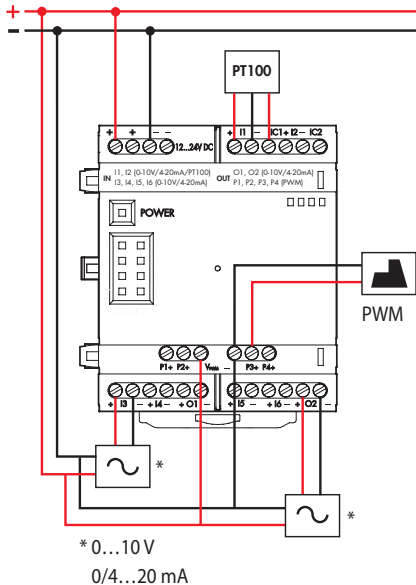 +
−
PT100
+ + − − 12...24V DC
+ I1 − IC1 + I2 − IC2
IN I1, I2 (0-10V/4-20mA/PT100)
I3, I4, I5, I6 (0-10V/4-20mA)
OUT O1, O2 (0-10V/4-20mA)
P1, P2, P3, P4 (PWM)
POWER
PWM
P1+ P2+ VPWM − P3+ P4+
+ I3 − + I4 − + O1 −
+ I5 − + I6 − + O2 −
*
*
* 0...10 V
0/4...20 mA